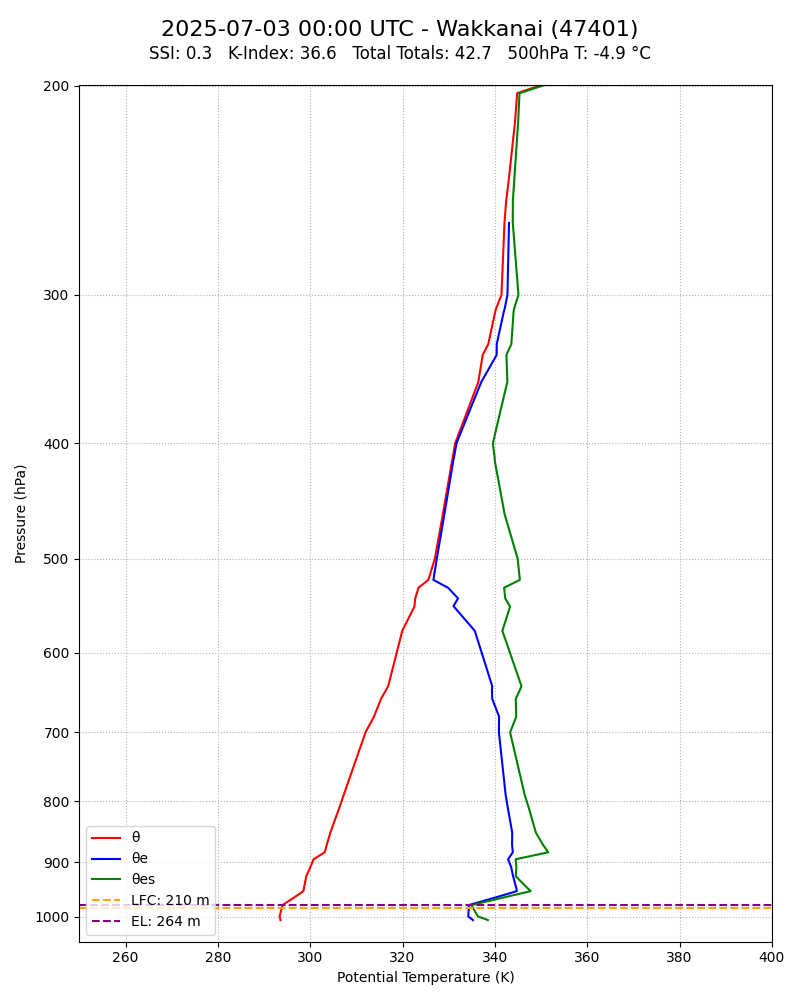 2025-07-03 00:00 UTC - Wakkanai (47401)
SSI: 0.3   K-Index: 36.6   Total Totals: 42.7   500hPa T: -4.9 °C
200
300
400
500
600
700
800
900
1000
Pressure (hPa)
θ
θe
θes
LFC: 210 m
EL: 264 m
260
280
300
320
340
360
380
400
Potential Temperature (K)